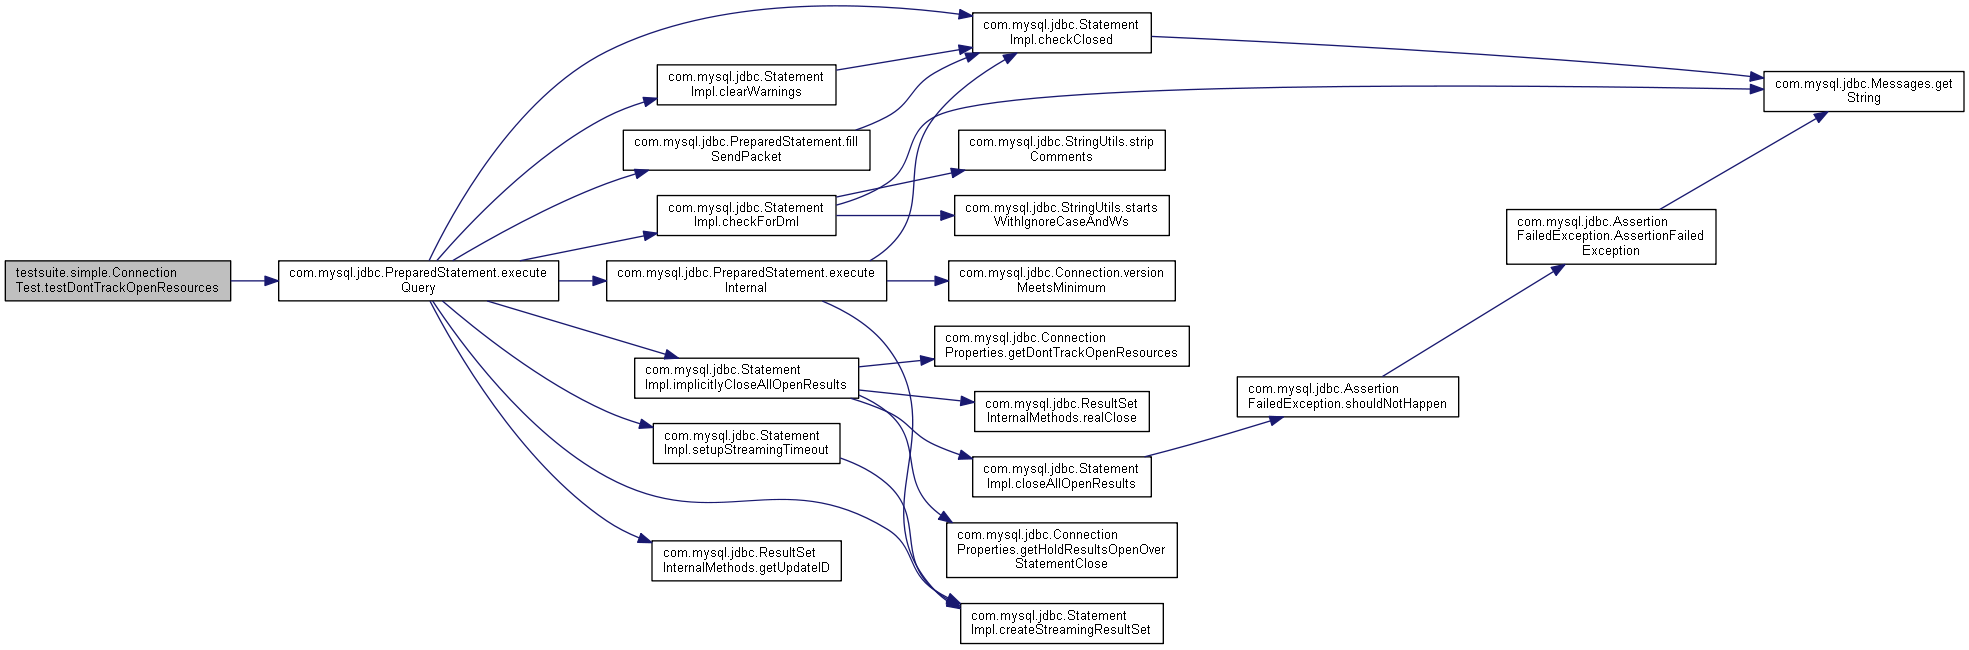 testsuite.simple.Connection
Test.testDontTrackOpenResources
com.mysql.jdbc.PreparedStatement.execute
Query
com.mysql.jdbc.Statement
Impl.checkClosed
com.mysql.jdbc.Statement
Impl.clearWarnings
com.mysql.jdbc.PreparedStatement.fill
SendPacket
com.mysql.jdbc.Statement
Impl.checkForDml
com.mysql.jdbc.PreparedStatement.execute
Internal
com.mysql.jdbc.Statement
Impl.implicitlyCloseAllOpenResults
com.mysql.jdbc.Statement
Impl.setupStreamingTimeout
com.mysql.jdbc.ResultSet
InternalMethods.getUpdateID
com.mysql.jdbc.StringUtils.strip
Comments
com.mysql.jdbc.StringUtils.starts
WithIgnoreCaseAndWs
com.mysql.jdbc.Connection.version
MeetsMinimum
com.mysql.jdbc.Connection
Properties.getDontTrackOpenResources
com.mysql.jdbc.ResultSet
InternalMethods.realClose
com.mysql.jdbc.Statement
Impl.closeAllOpenResults
com.mysql.jdbc.Connection
Properties.getHoldResultsOpenOver
StatementClose
com.mysql.jdbc.Statement
Impl.createStreamingResultSet
com.mysql.jdbc.Assertion
FailedException.shouldNotHappen
com.mysql.jdbc.Assertion
FailedException.AssertionFailed
Exception
com.mysql.jdbc.Messages.get
String